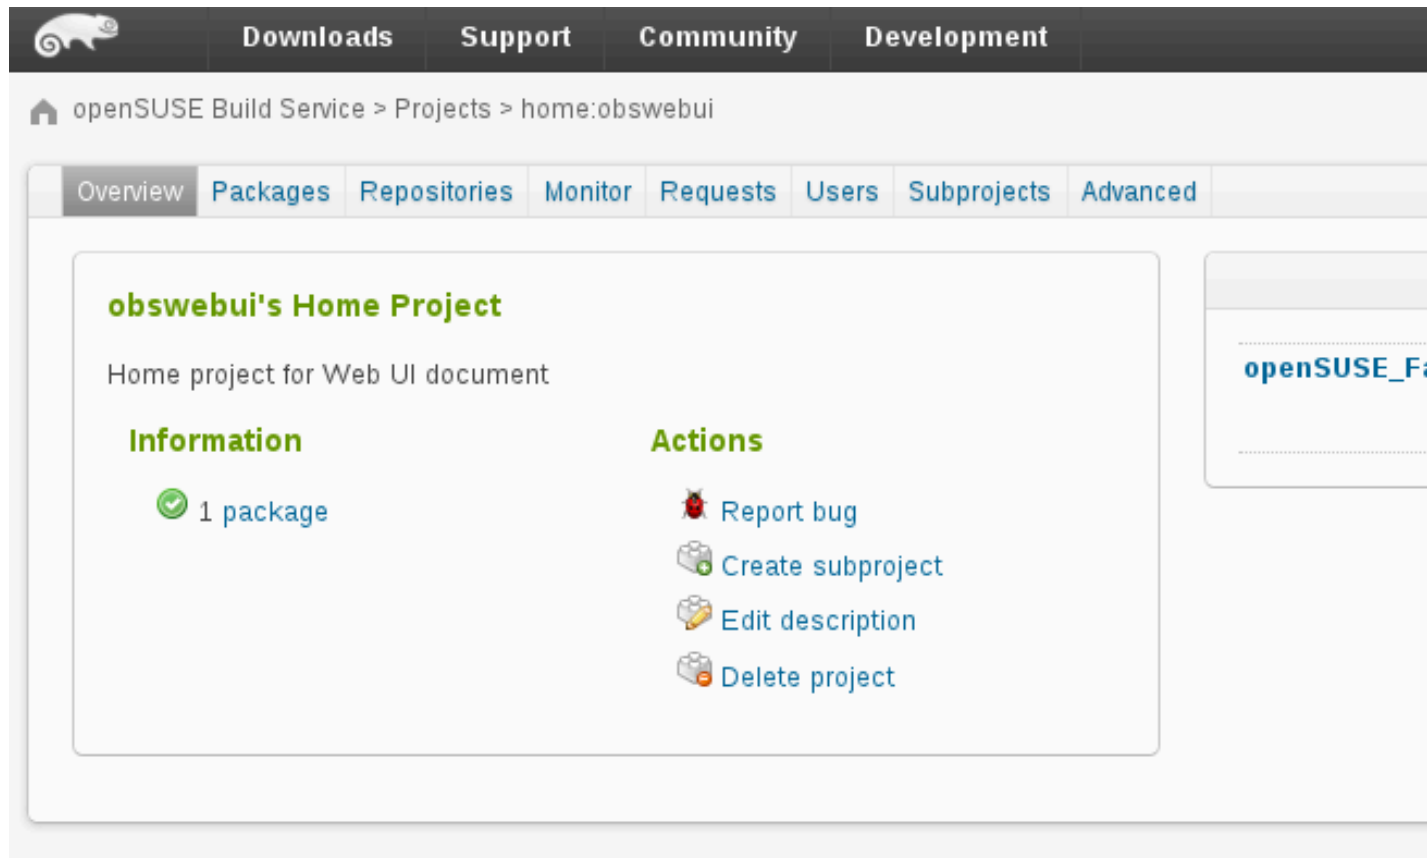 Downloads Support Community Development
openSUSE Build Service > Projects > home:obswebui
Overview Packages Repositories Monitor Requests Users Subprojects Advanced
obswebui's Home Project
Home project for Web UI document
Information
1 package
Actions
Report bug
Create subproject
Edit description
Delete project